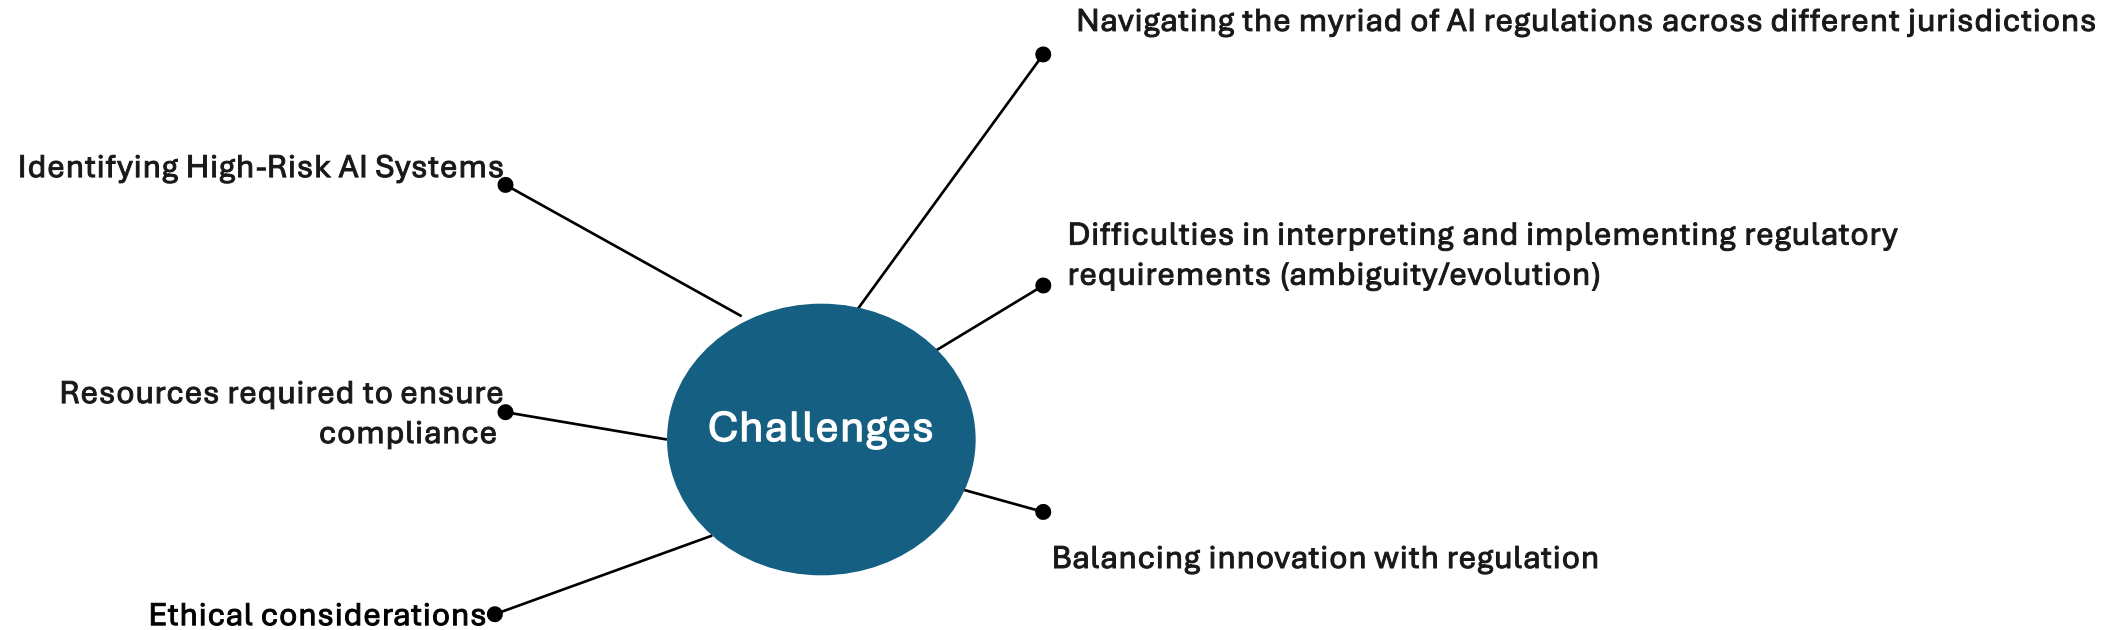 Navigating the myriad of AI regulations across different jurisdictions
Identifying High-Risk AI Systems
Difficulties in interpreting and implementing regulatory
requirements (ambiguity/evolution)
Resources required to ensure
compliance
Challenges
Balancing innovation with regulation
Ethical considerations